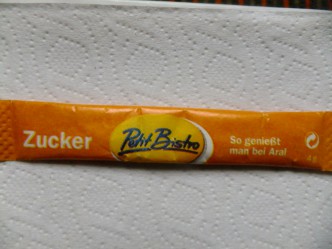 Zucker
Petit Bistro
So genießt
man bei Aral